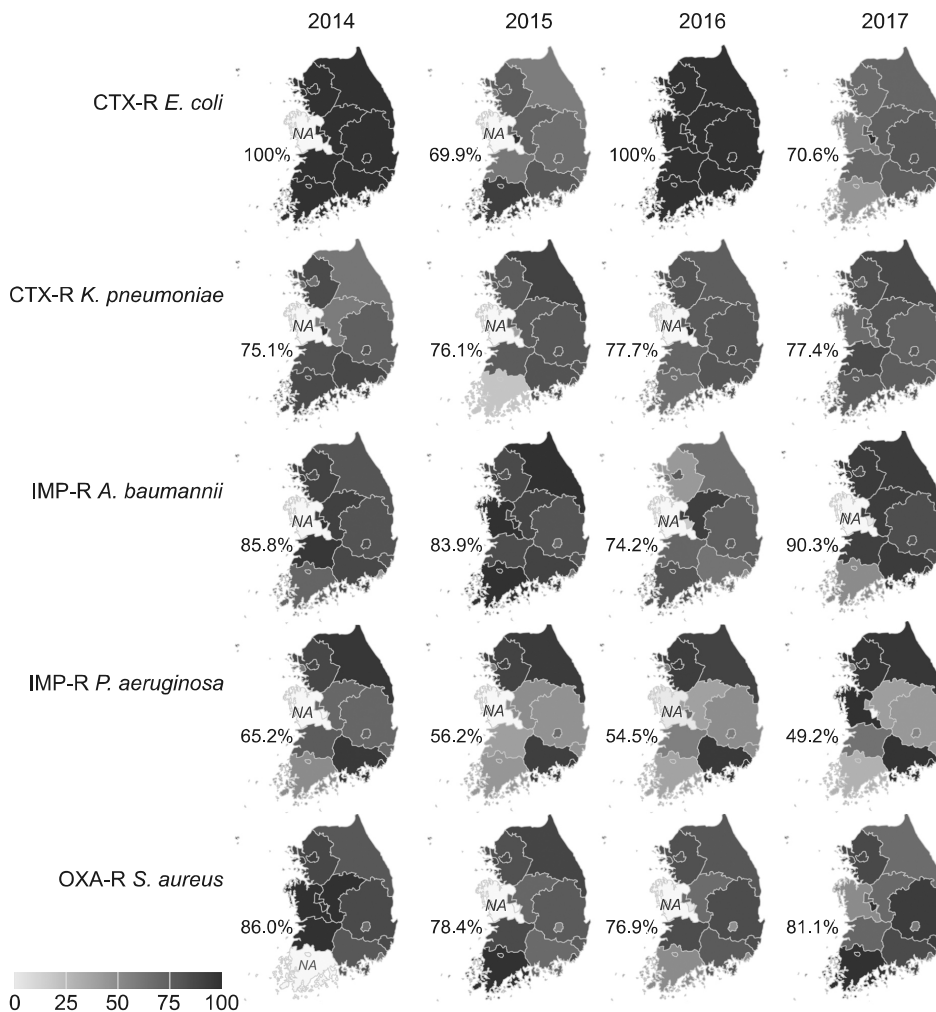 2014 2015 2016 2017
CTX-R E. coli
NA NA
100% 69.9% 100% 70.6%
CTX-R K. pneumoniae
NA NA NA
75.1% 76.1% 77.7% 77.4%
IMP-R A. baumannii
NA NA NA
85.8% 83.9% 74.2% 90.3%
IMP-R P. aeruginosa
NA NA NA
65.2% 56.2% 54.5% 49.2%
OXA-R S. aureus
NA NA
86.0% 78.4% 76.9% 81.1%
NA
0 25 50 75 100